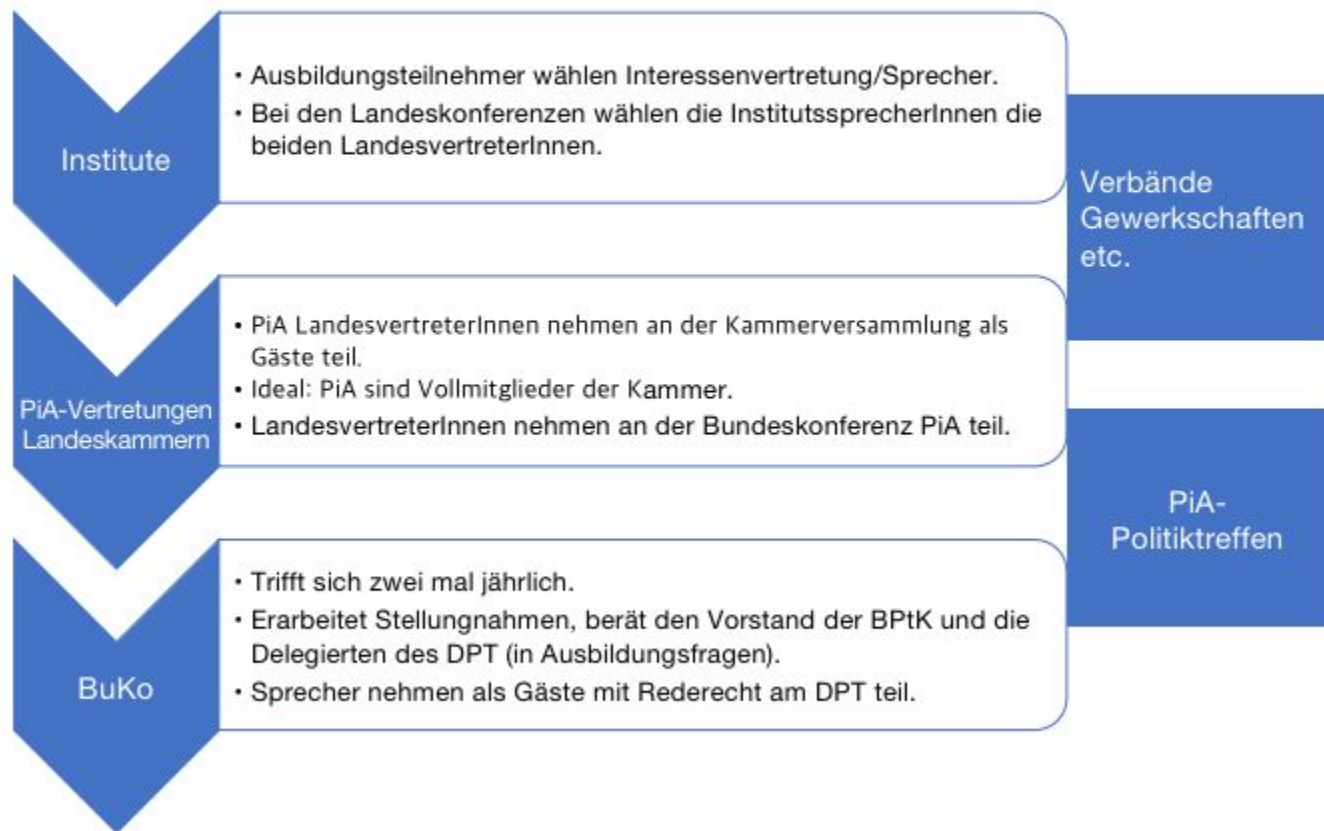 Institute
• Ausbildungsteilnehmer wählen Interessenvertretung/Sprecher.
• Bei den Landeskonferenzen wählen die InstitutssprecherInnen die
beiden LandesvertreterInnen.
PiA-Vertretungen
Landeskammern
• PiA LandesvertreterInnen nehmen an der Kammerversammlung als
Gäste teil.
• Ideal: PiA sind Vollmitglieder der Kammer.
• LandesvertreterInnen nehmen an der Bundeskonferenz PiA teil.
BuKo
• Trifft sich zwei mal jährlich.
• Erarbeitet Stellungnahmen, berät den Vorstand der BPtK und die
Delegierten des DPT (in Ausbildungsfragen).
• Sprecher nehmen als Gäste mit Rederecht am DPT teil.
Verbände
Gewerkschaften
etc.
PiA-
Politiktreffen